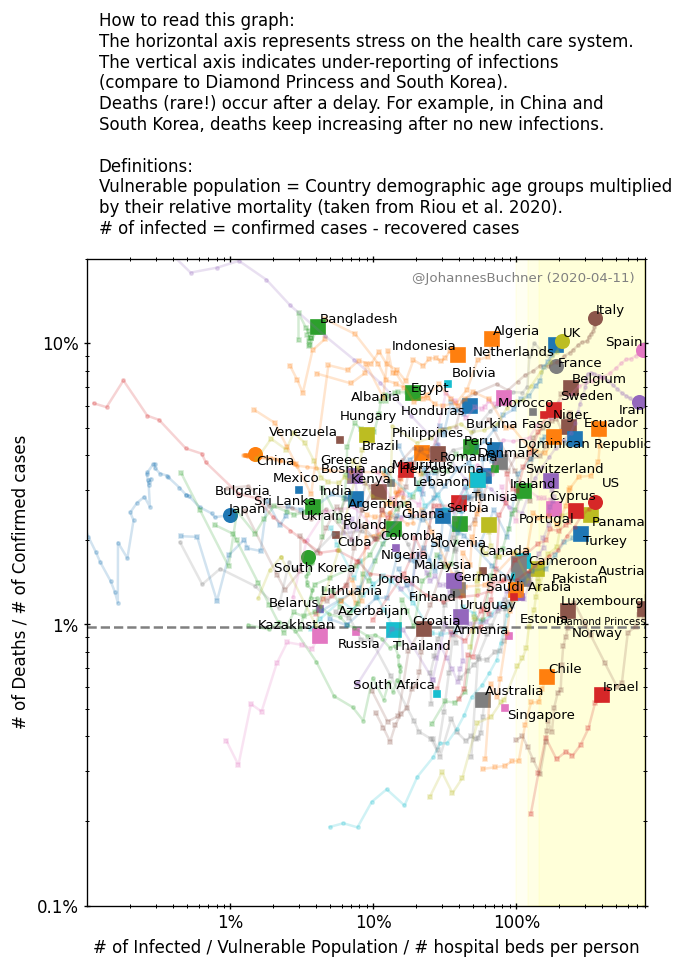 How to read this graph:
The horizontal axis represents stress on the health care system.
The vertical axis indicates under-reporting of infections
(compare to Diamond Princess and South Korea).
Deaths (rare!) occur after a delay. For example, in China and
South Korea, deaths keep increasing after no new infections.
Definitions:
Vulnerable population = Country demographic age groups multiplied
by their relative mortality (taken from Riou et al. 2020).
# of infected = confirmed cases - recovered cases
@JohannesBuchner (2020-04-11)
Italy
Bangladesh
Algeria
UK
Indonesia
Netherlands
Spain
10%
France
Bolivia
Belgium
Egypt
Albania
Morocco
Sweden
Honduras
Iran
Hungary
Niger
Burkina Faso
Ecuador
Venezuela
Philippines
Brazil
Peru
Dominican Republic
Denmark
China
Greece
Mauritius
Romania
Bosnia and Herzegovina
Switzerland
Mexico
Kenya
Lebanon
Ireland
US
Bulgaria
India
Tunisia
Cyprus
Sri Lanka
Argentina
Japan
Ukraine
Ghana
Serbia
Portugal
Panama
Poland
Colombia
Cuba
Slovenia
Turkey
Nigeria
Canada
South Korea
Malaysia
Cameroon
Jordan
Germany
Pakistan
Austria
Lithuania
Finland
Saudi Arabia
Belarus
Uruguay
Luxembourg
Azerbaijan
Kazakhstan
Croatia
Armenia
Estonia
Diamond Princess
1%
Norway
Russia
Thailand
Chile
South Africa
Australia
Israel
Singapore
0.1%
1%
10%
100%
# of Deaths / # of Confirmed cases
# of Infected / Vulnerable Population / # hospital beds per person